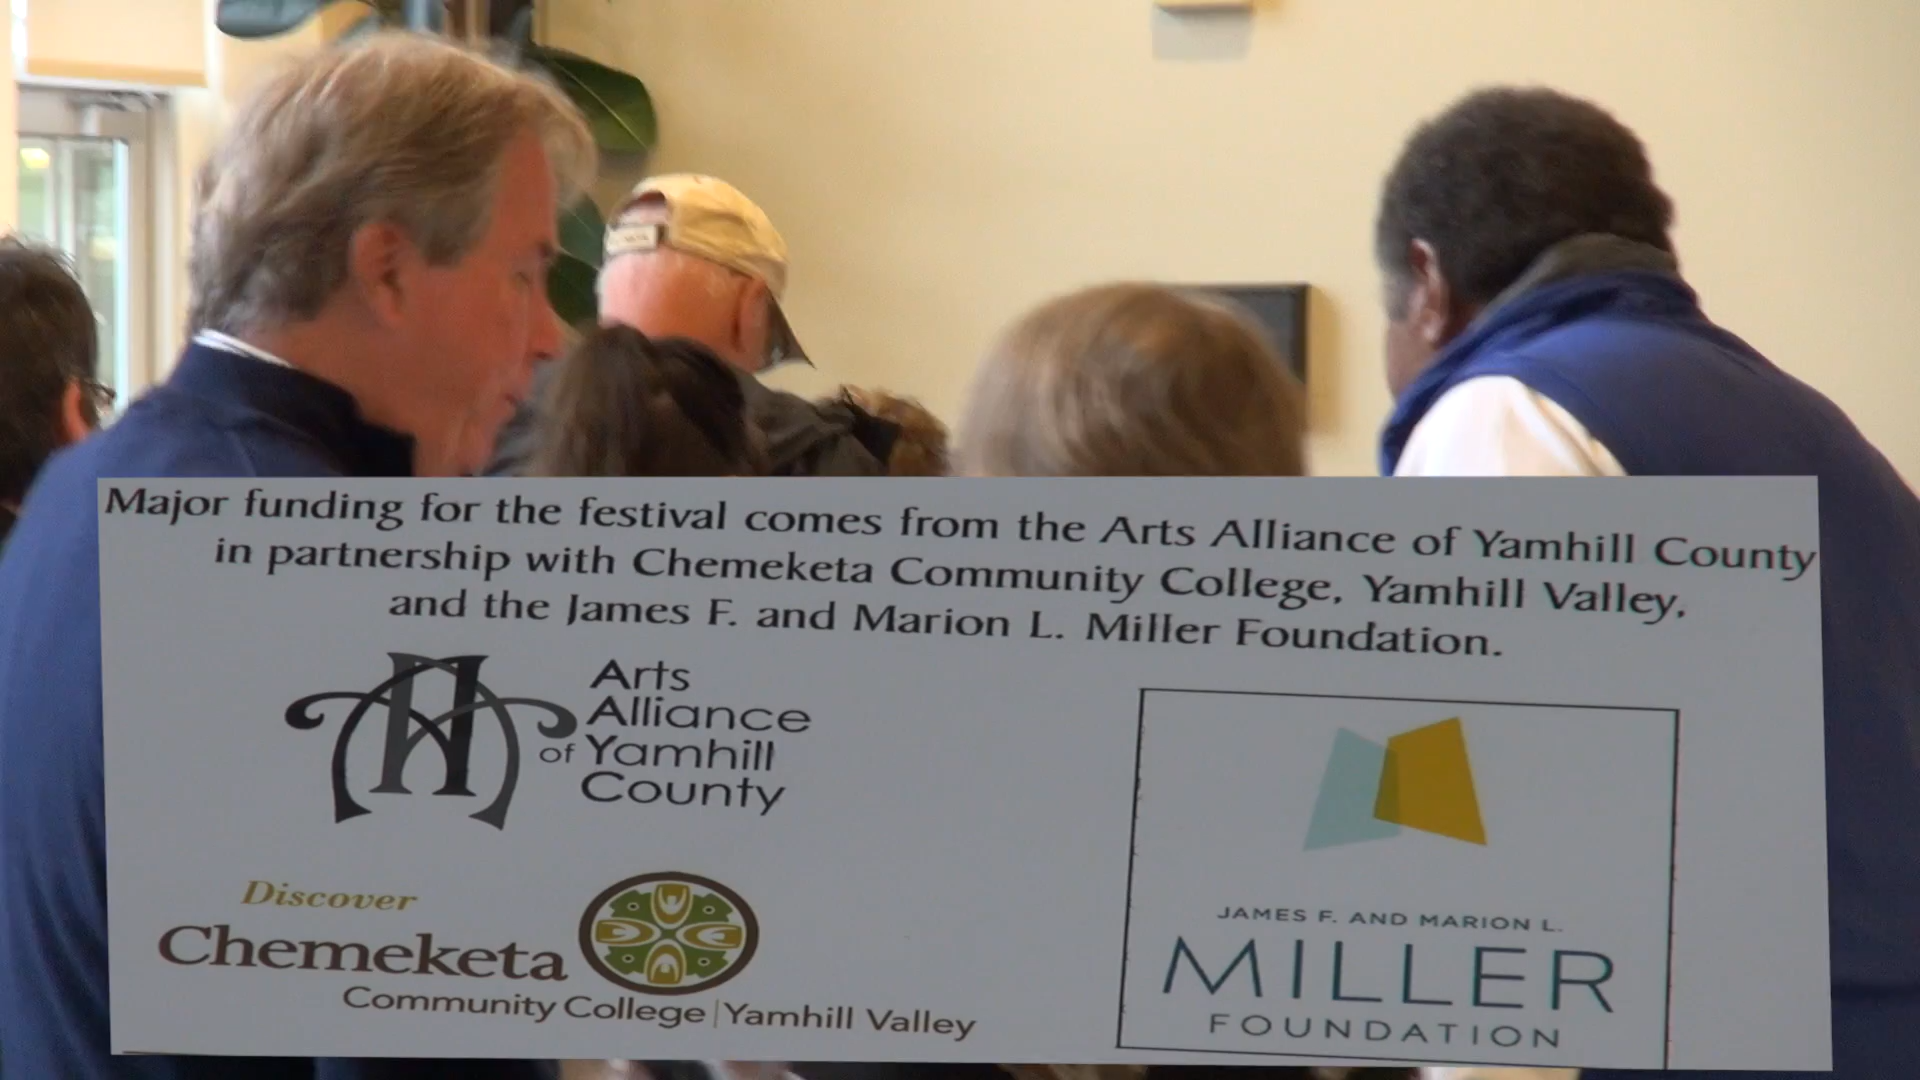 Major funding for the festival comes from the Arts Alliance of Yamhill County
in partnership with Chemeketa Community College, Yamhill Valley,
and the James F. and Marion L. Miller Foundation.
Arts
Alliance
of Yamhill
County
Discover
Chemeketa
Community College | Yamhill Valley
JAMES F. AND MARION L.
MILLER
FOUNDATION